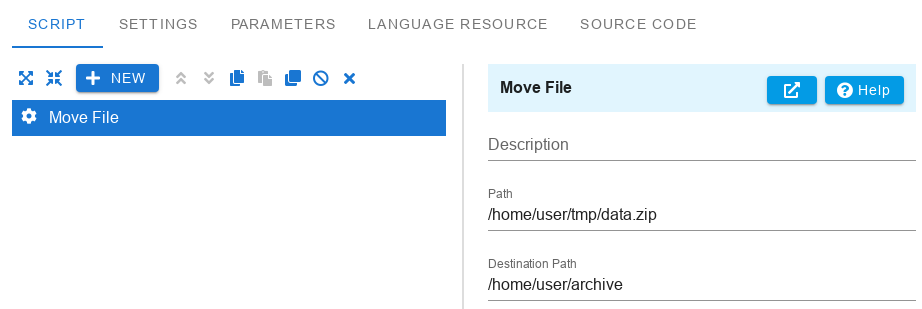 SCRIPT SETTINGS PARAMETERS LANGUAGE RESOURCE SOURCE CODE
NEW
Move File
Move File
Help
Description
Path
/home/user/tmp/data.zip
Destination Path
/home/user/archive